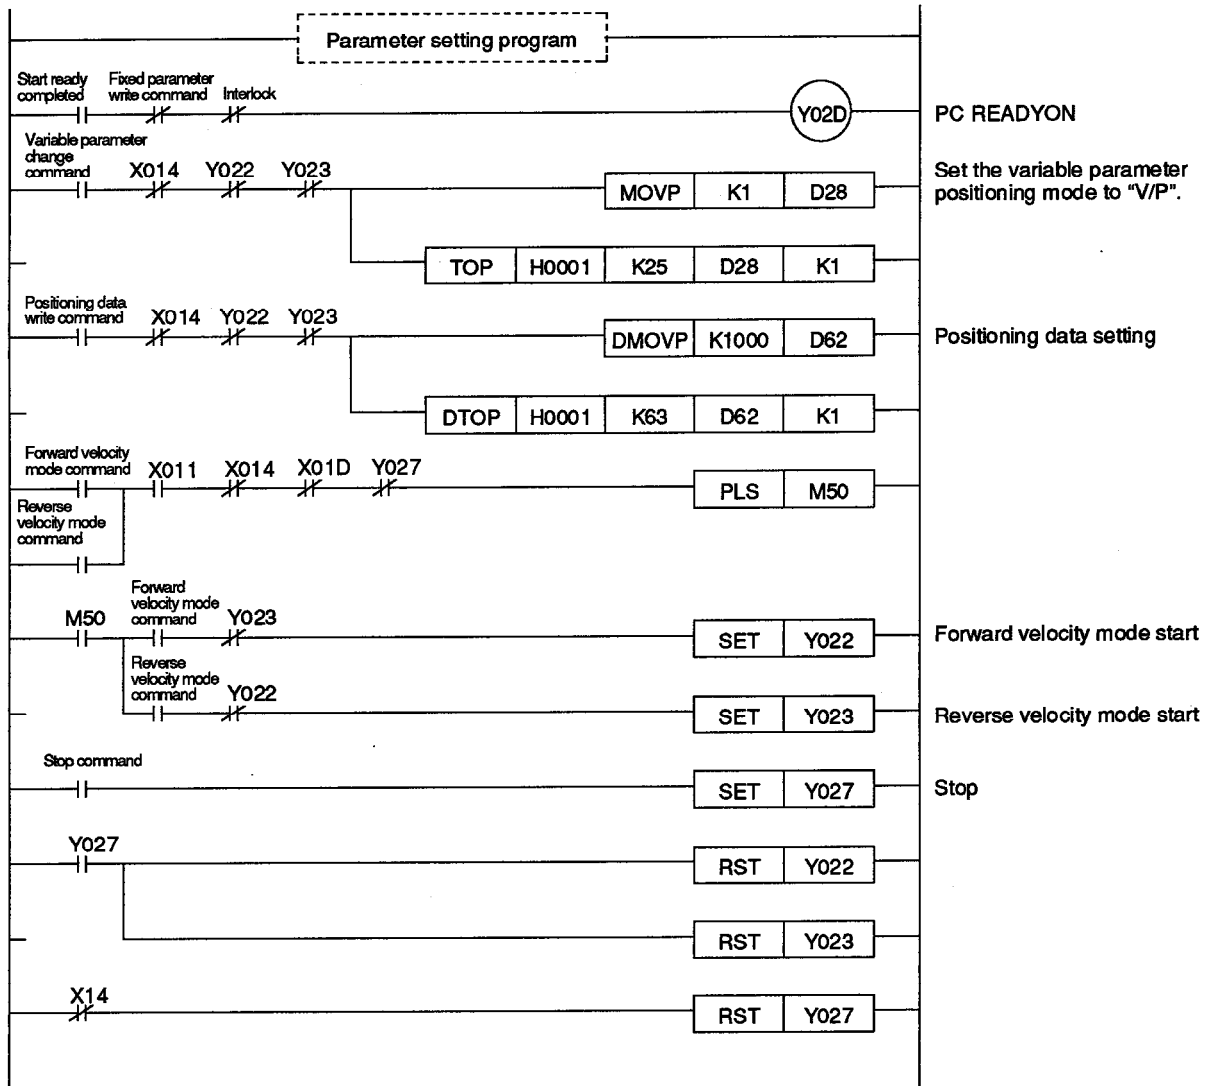 Parameter setting program
Start ready
completed
Fixed parameter
write command
Interlock
Y02D
PC READYON
Variable parameter
change
command
X014
Y022
Y023
MOVP
K1
D28
Set the variable parameter
positioning mode to "V/P".
TOP
H0001
K25
D28
K1
Positioning data
write command
X014
Y022
Y023
DMOVP
K1000
D62
Positioning data setting
DTOP
H0001
K63
D62
K1
Forward velocity
mode command
X011
X014
X01D
Y027
PLS
M50
Reverse
velocity mode
command
M50
Forward
velocity mode
command
Y023
SET
Y022
Forward velocity mode start
Reverse
velocity mode
command
Y022
SET
Y023
Reverse velocity mode start
Stop command
SET
Y027
Stop
Y027
RST
Y022
RST
Y023
X14
RST
Y027